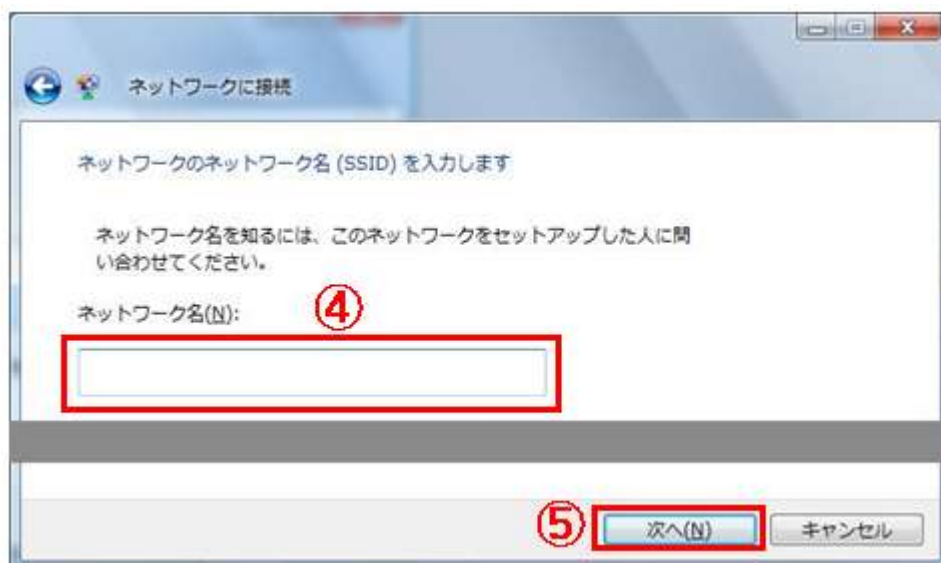 ネットワークに接続
ネットワークのネットワーク名 (SSID) を入力します
ネットワーク名を知るには、このネットワークをセットアップした人に問
い合わせてください。
ネットワーク名(N):
④
⑤
次へ(N)
キャンセル